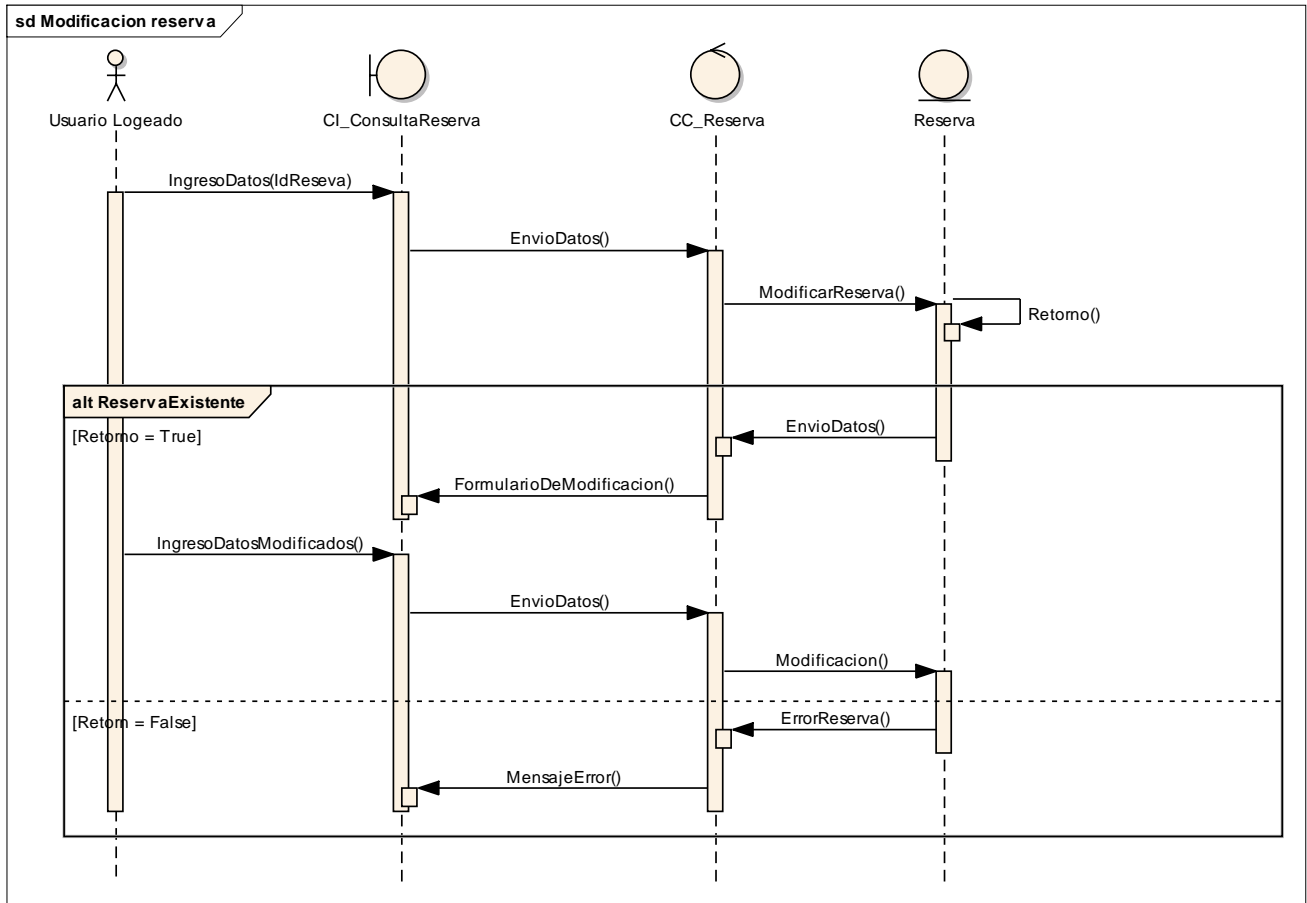 sd Modificacion reserva
Usuario Logeado
CI_ConsultaReserva
CC_Reserva
Reserva
IngresoDatos(IdReseva)
EnvioDatos()
ModificarReserva()
Retorno()
alt ReservaExistente
[Retorno = True]
EnvioDatos()
FormularioDeModificacion()
IngresoDatosModificados()
EnvioDatos()
Modificacion()
[Retorn = False]
ErrorReserva()
MensajeError()